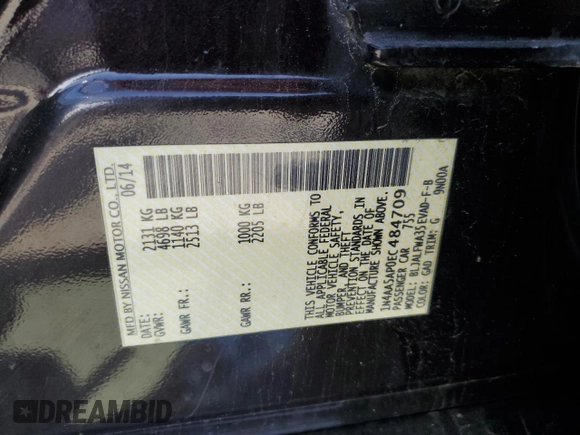 MFD. BY NISSAN MOTOR CO., LTD.
DATE: 06/14
GVWR: 2131 KG
4698 LB
GAWR FR.: 1140 KG
2513 LB
GAWR RR.: 1000 KG
2205 LB
THIS VEHICLE CONFORMS TO
ALL APPLICABLE FEDERAL
MOTOR VEHICLE SAFETY,
BUMPER, AND THEFT
PREVENTION STANDARDS IN
EFFECT ON THE DATE OF
MANUFACTURE SHOWN ABOVE.
1N4AA5AP0EC484709
PASSENGER CAR 7755
MODEL: BLJALFWA35EVAD-F-B
COLOR: GAD TRIM: G 9N00A
DREAMBID